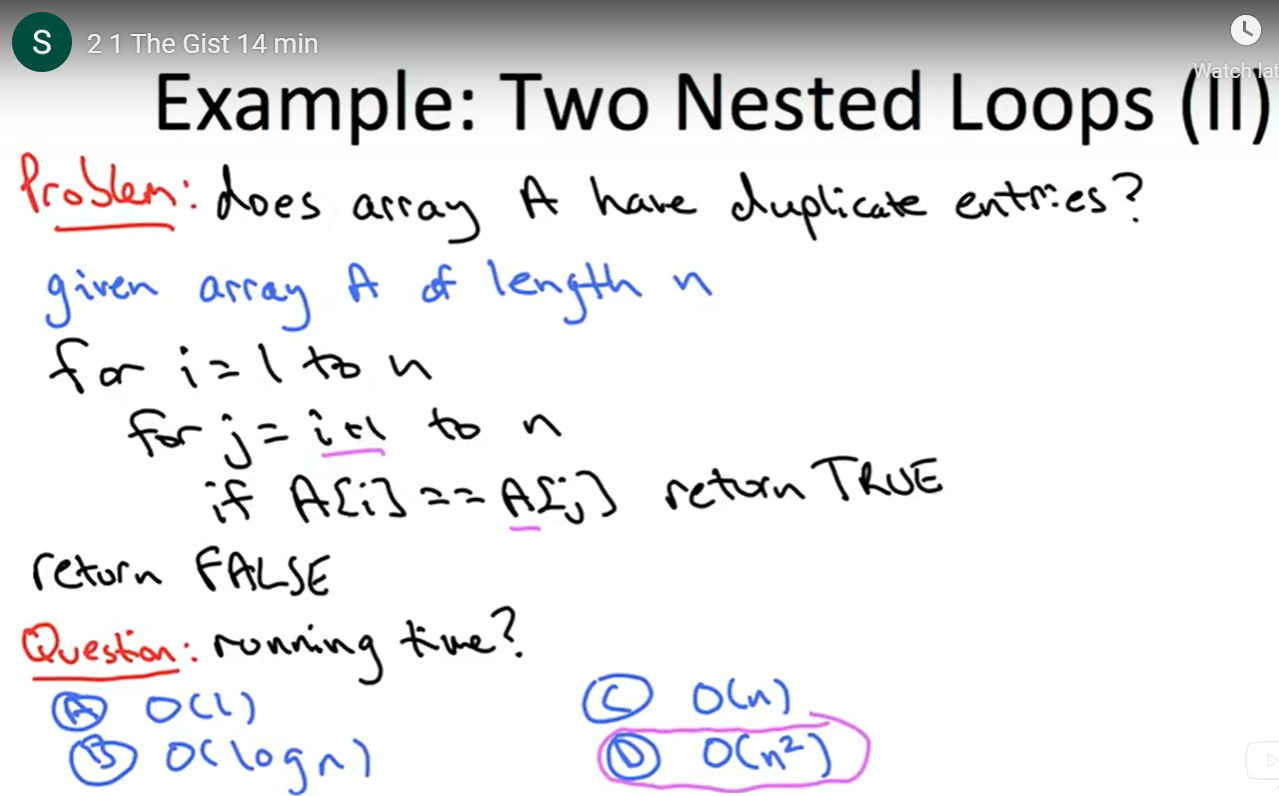 S 2 1 The Gist 14 min
Watch lat
Example: Two Nested Loops (II)
Problem: does array A have duplicate entries?
given array A of length n
for i=1 to n
for j=i+1 to n
if A[i]==A[j] return TRUE
return FALSE
Question: running time?
A O(1) C O(n)
B O(log n) D O(n²)